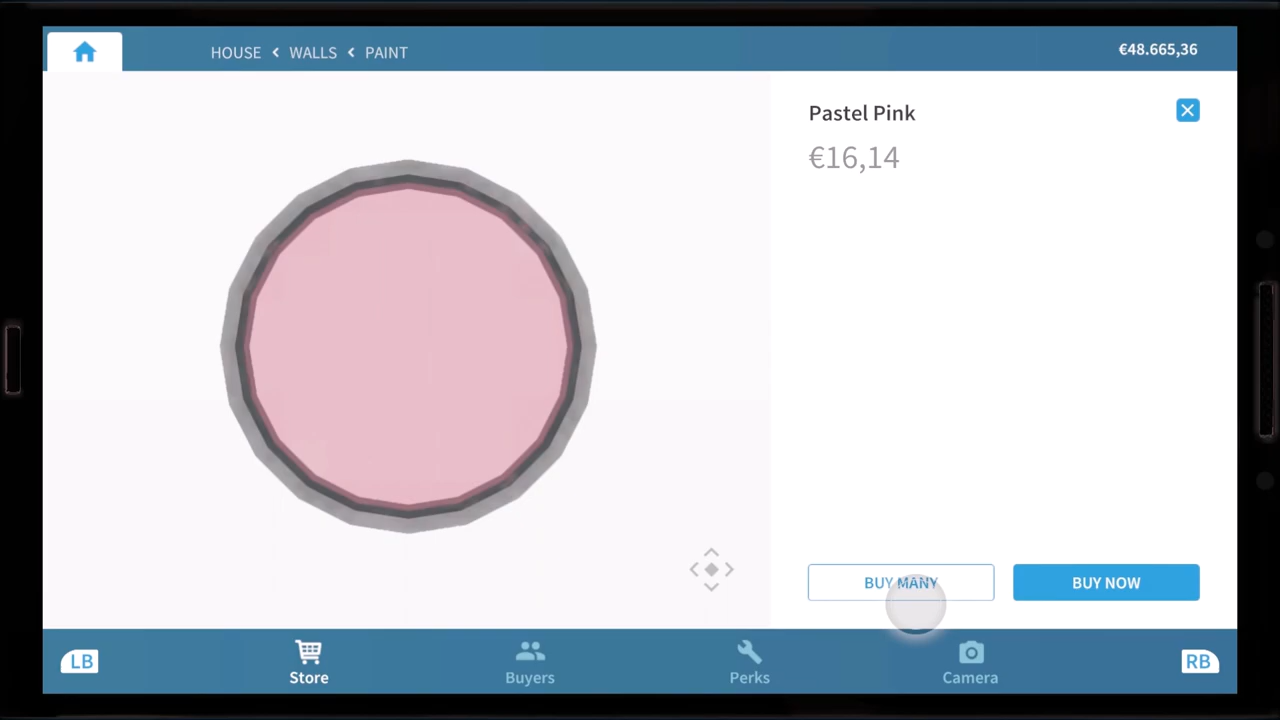 HOUSE < WALLS < PAINT
€48.665,36
Pastel Pink
€16,14
BUY MANY
BUY NOW
LB
Store
Buyers
Perks
Camera
RB